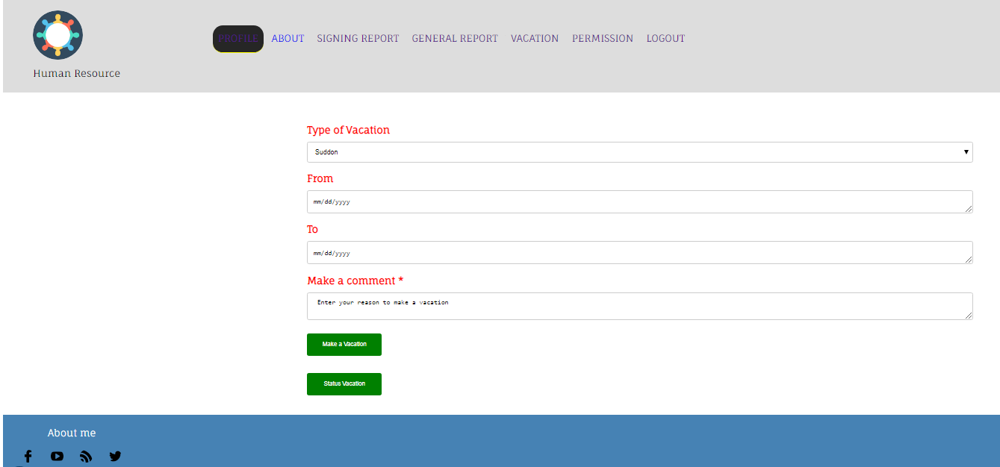 PROFILE ABOUT SIGNING REPORT GENERAL REPORT VACATION PERMISSION LOGOUT
Human Resource
Type of Vacation
Suddon
From
mm/dd/yyyy
To
mm/dd/yyyy
Make a comment *
Enter your reason to make a vacation
Make a Vacation
Status Vacation
About me